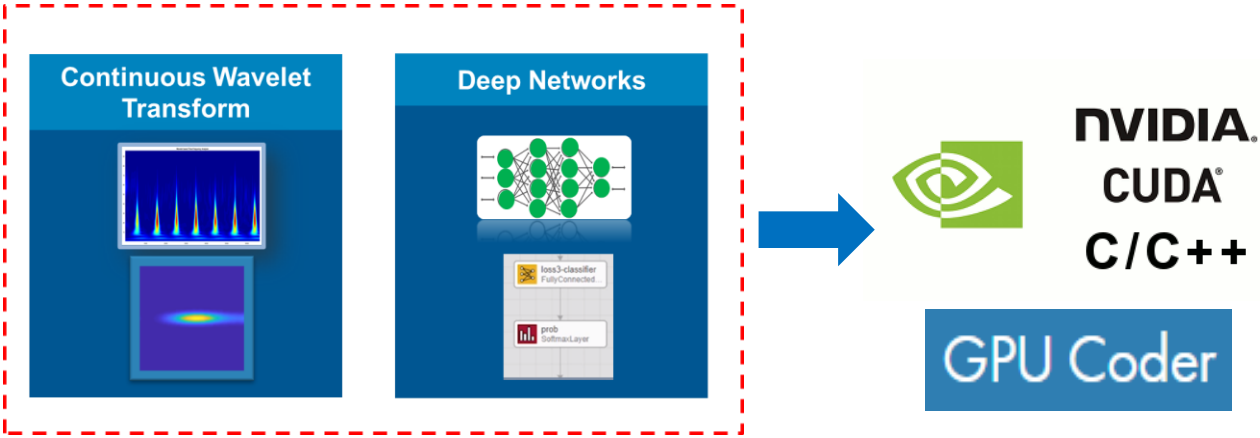 Continuous Wavelet
Transform
Deep Networks
loss3-classifier
FullyConnected...
prob
SoftmaxLayer
NVIDIA®
CUDA®
C/C++
GPU Coder